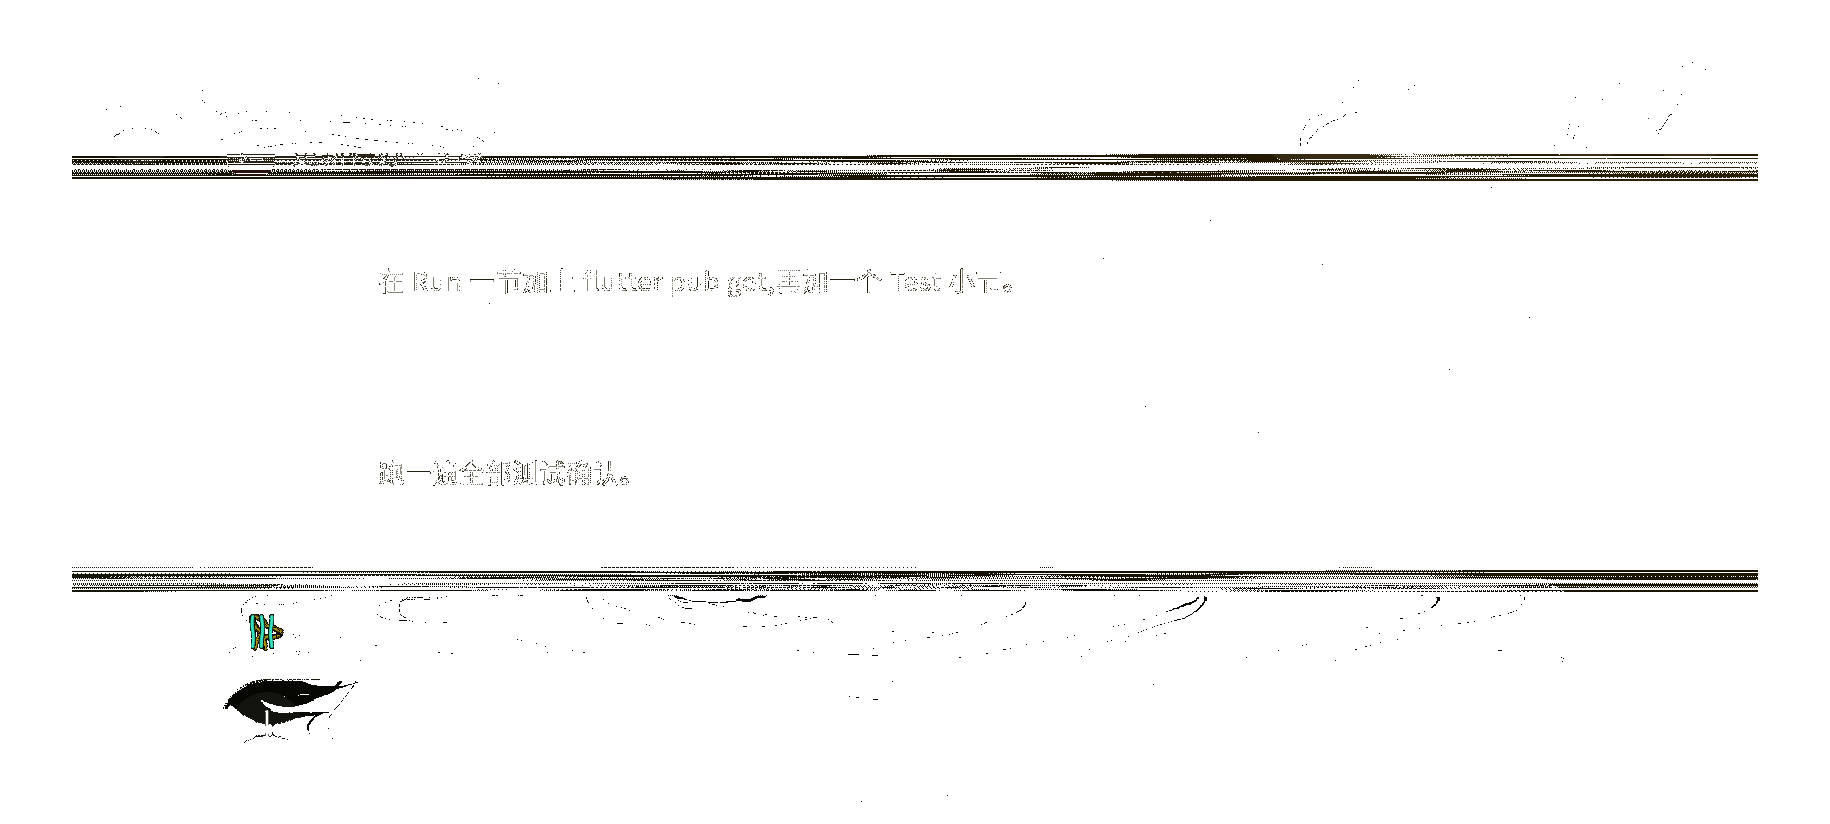 在 Run 一节加上 flutter pub get,再加一个 Test 小节。
跑一遍全部测试确认。